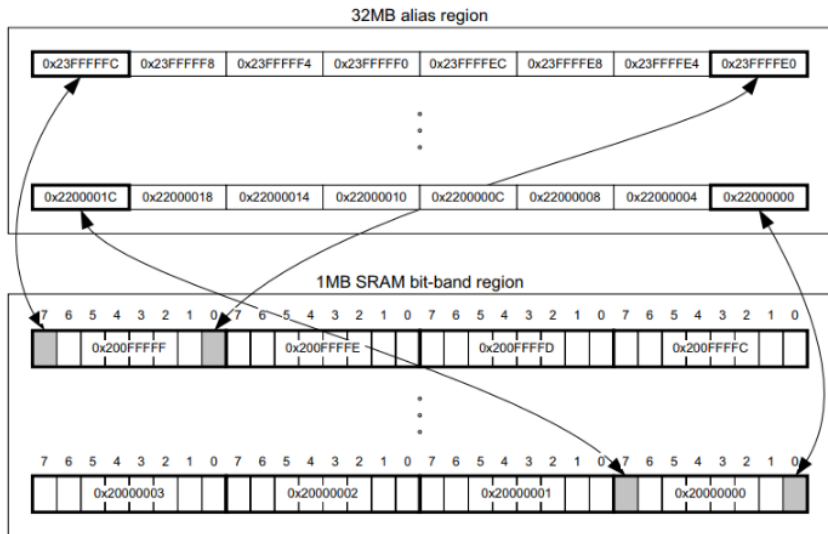 32MB alias region
0x23FFFFFC 0x23FFFFF8 0x23FFFFF4 0x23FFFFF0 0x23FFFFEC 0x23FFFFE8 0x23FFFFE4 0x23FFFFE0
0x2200001C 0x22000018 0x22000014 0x22000010 0x2200000C 0x22000008 0x22000004 0x22000000
1MB SRAM bit-band region
7 6 5 4 3 2 1 0 7 6 5 4 3 2 1 0 7 6 5 4 3 2 1 0 7 6 5 4 3 2 1 0
0x200FFFFF 0x200FFFFE 0x200FFFFD 0x200FFFFC
7 6 5 4 3 2 1 0 7 6 5 4 3 2 1 0 7 6 5 4 3 2 1 0 7 6 5 4 3 2 1 0
0x20000003 0x20000002 0x20000001 0x20000000